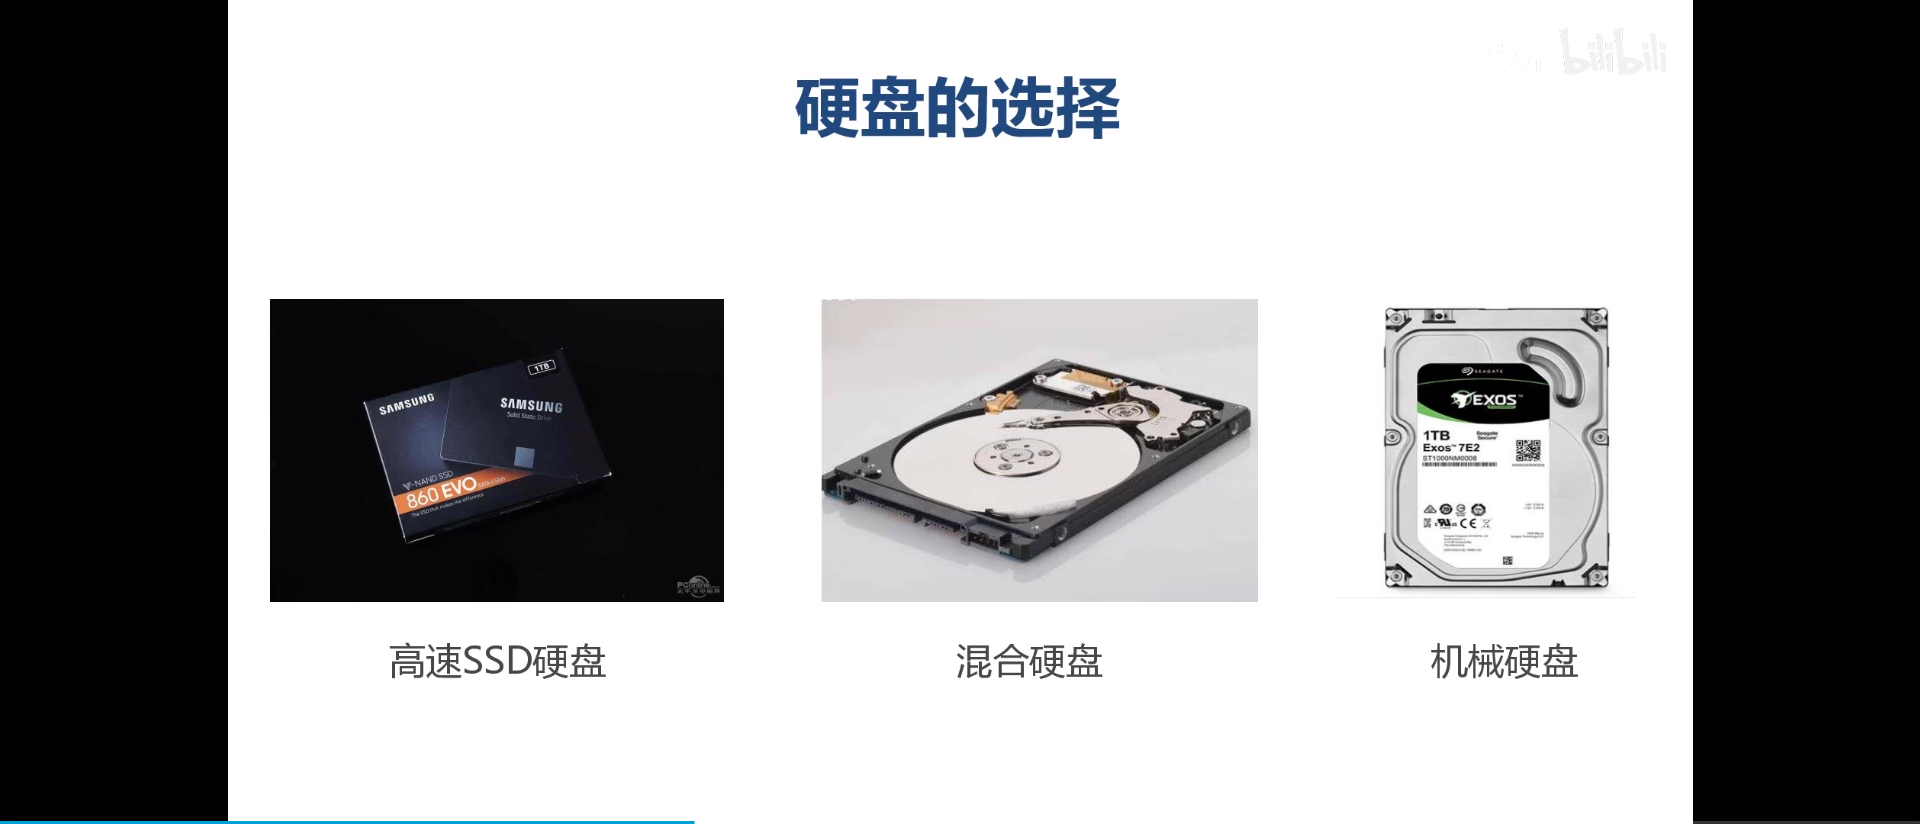 bilibili
硬盘的选择
1TB
SAMSUNG
SAMSUNG
Solid State Drive
V-NAND SSD
860 EVO
The SSD that makes the difference
PConline
SEAGATE
EXOS
1TB
Seagate Secure
Exos 7E2
ST1000NM0008
高速SSD硬盘
混合硬盘
机械硬盘